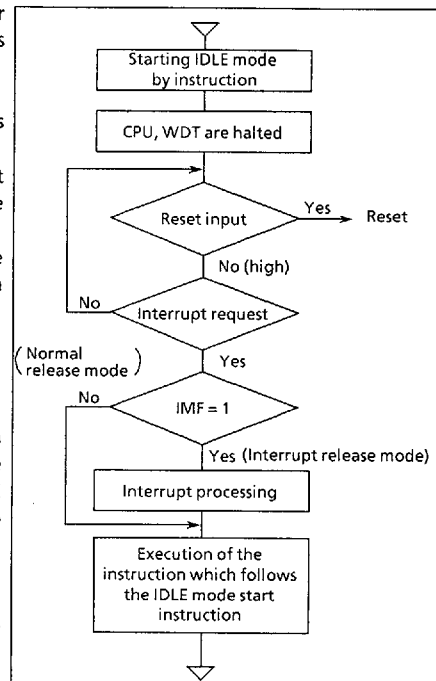 Starting IDLE mode
by instruction
CPU, WDT are halted
Reset input
Yes
Reset
No (high)
No
Interrupt request
(Normal
release mode)
Yes
No
IMF = 1
Yes (Interrupt release mode)
Interrupt processing
Execution of the
instruction which follows
the IDLE mode start
instruction